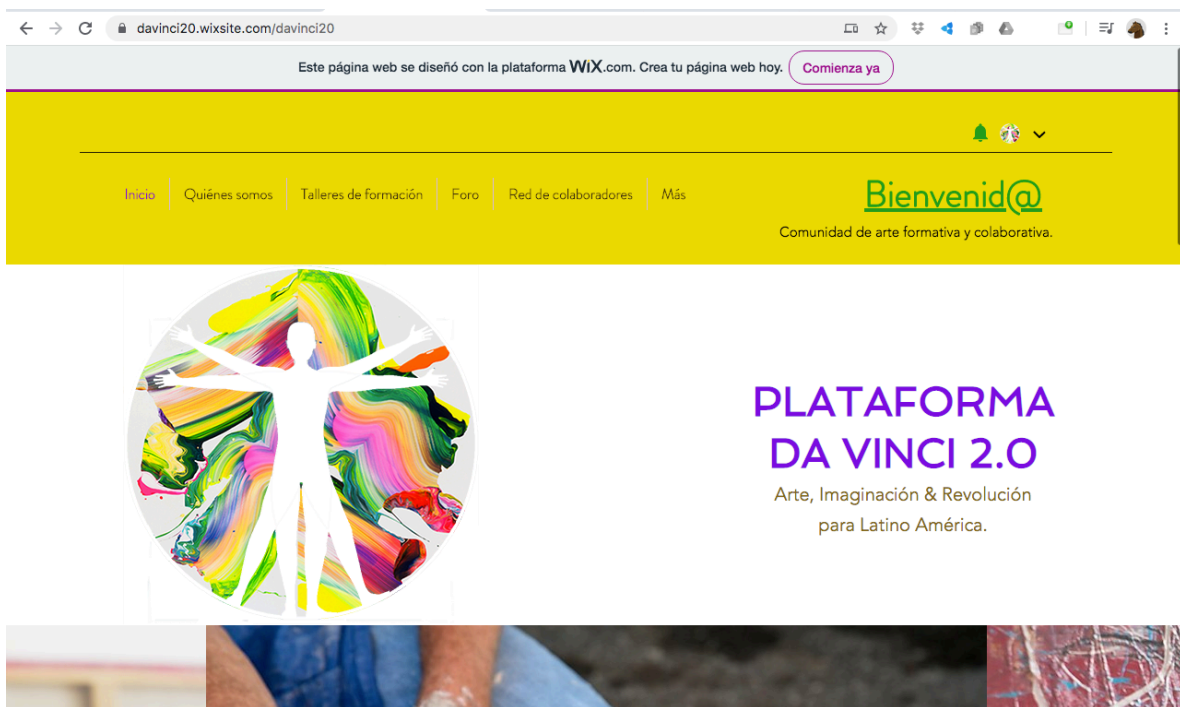 davinci20.wixsite.com/davinci20
Este página web se diseñó con la plataforma WiX.com. Crea tu página web hoy. Comienza ya
Inicio Quiénes somos Talleres de formación Foro Red de colaboradores Más
Bienvenid@
Comunidad de arte formativa y colaborativa.
PLATAFORMA
DA VINCI 2.0
Arte, Imaginación & Revolución
para Latino América.